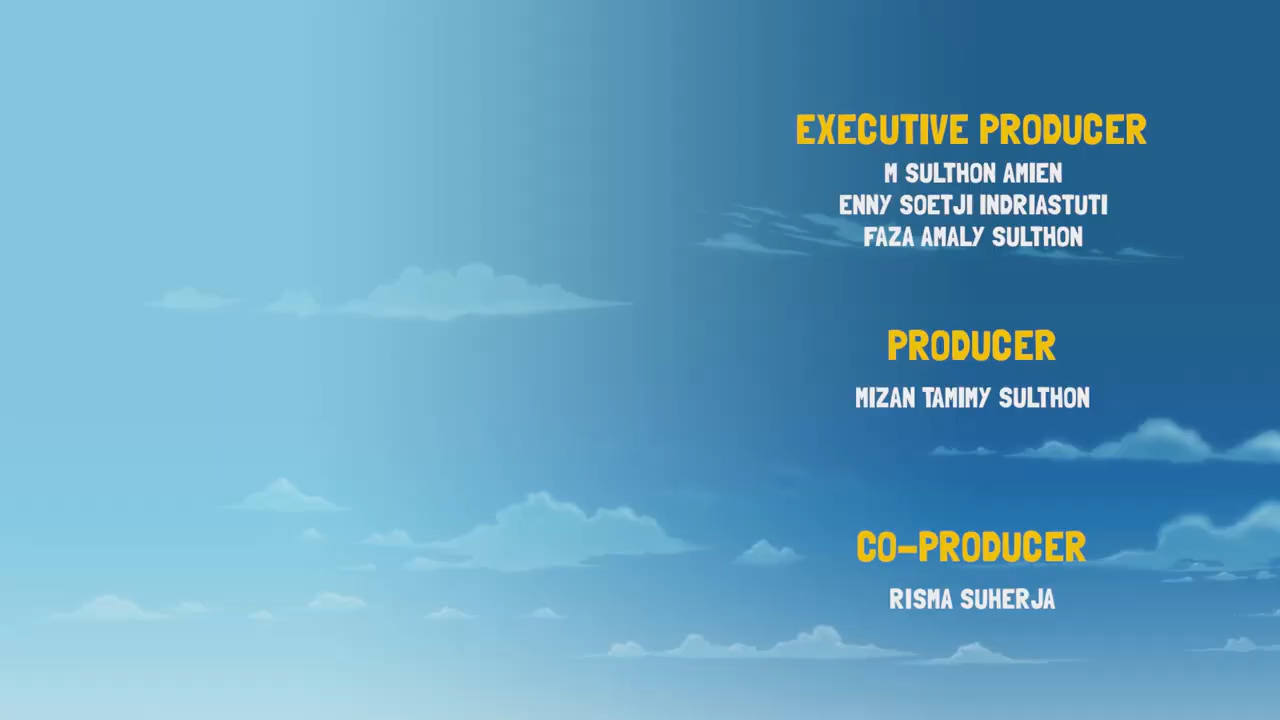 EXECUTIVE PRODUCER
M SULTHON AMIEN
ENNY SOETJI INDRIASTUTI
FAZA AMALY SULTHON
PRODUCER
MIZAN TAMIMY SULTHON
CO-PRODUCER
RISMA SUHERJA